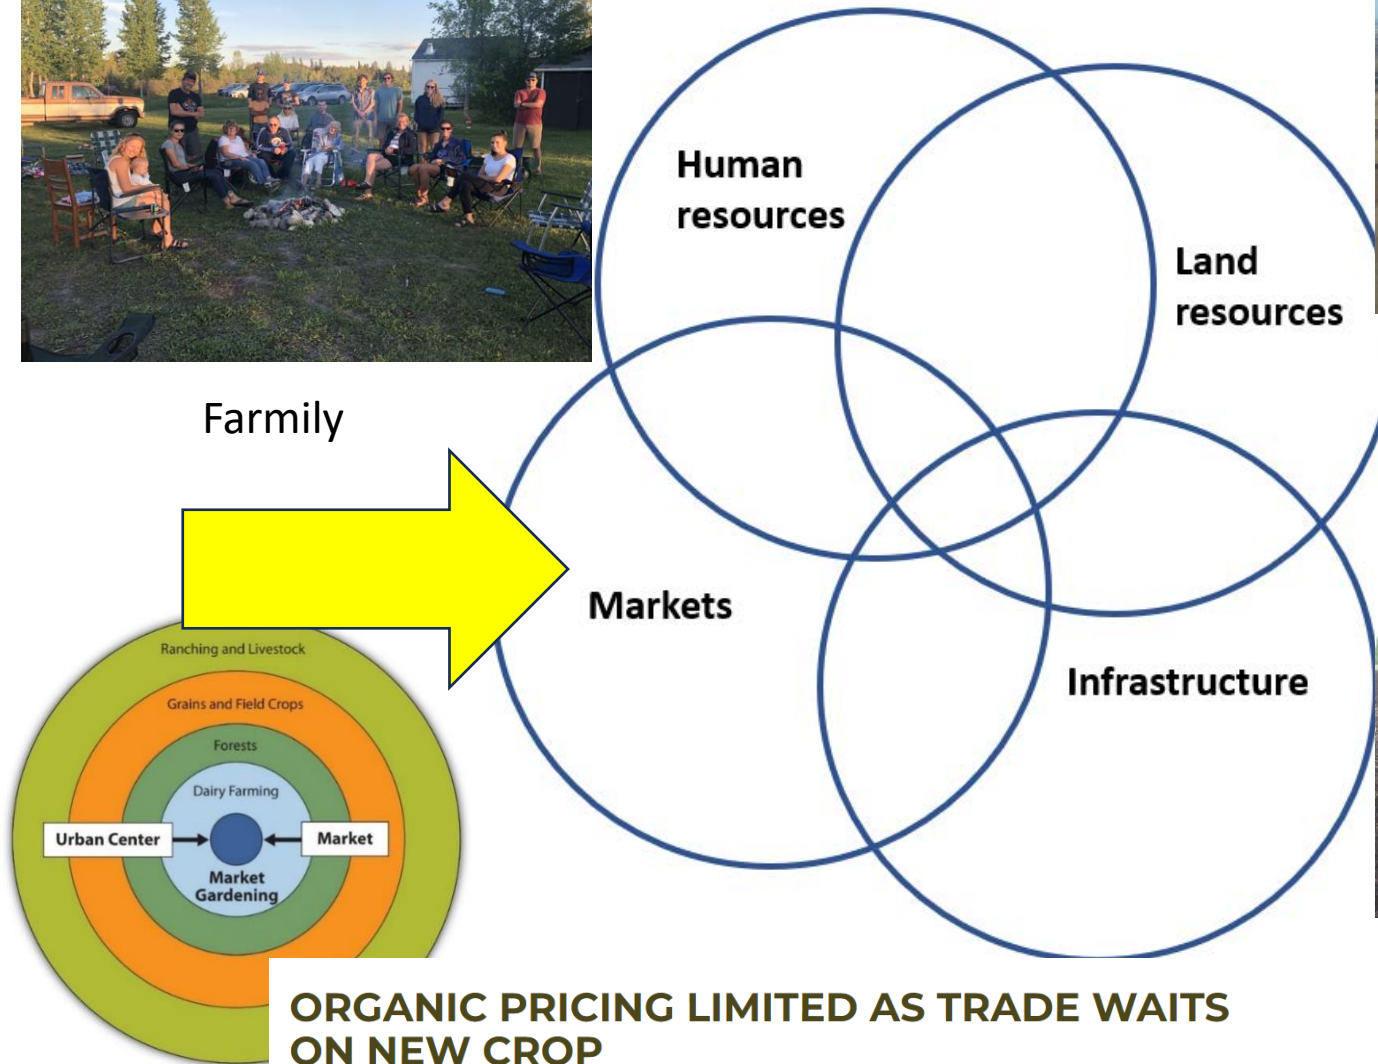 Human
resources
Land
resources
Farmily
Markets
Infrastructure
Ranching and Livestock
Grains and Field Crops
Forests
Dairy Farming
Urban Center
Market
Market
Gardening
ORGANIC PRICING LIMITED AS TRADE WAITS
ON NEW CROP